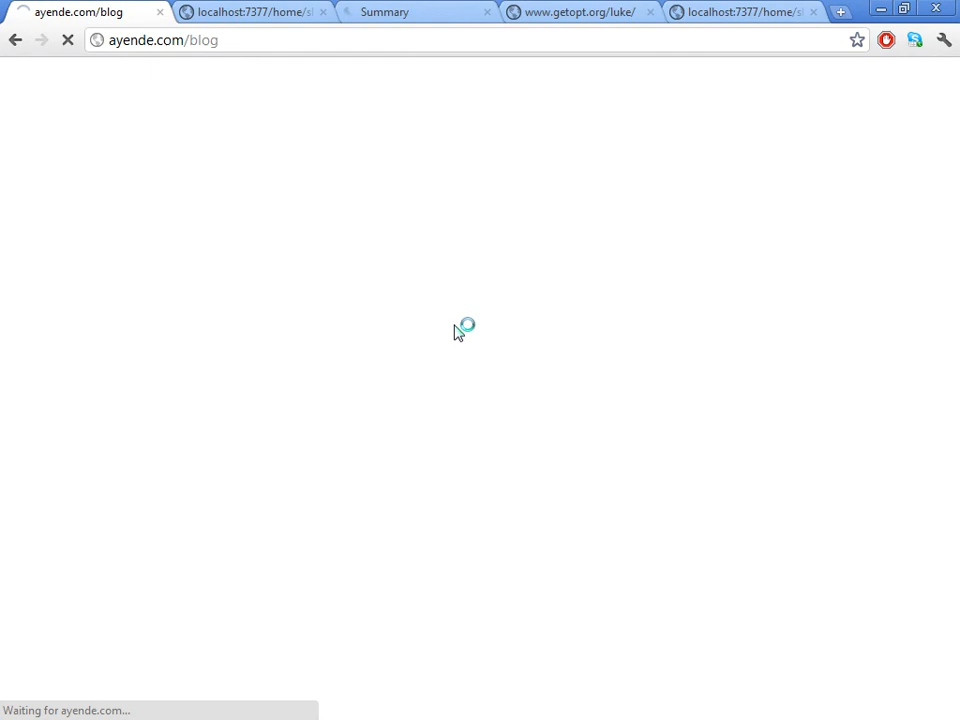 ayende.com/blog
localhost:7377/home/s
Summary
www.getopt.org/luke/
localhost:7377/home/s
ayende.com/blog
Waiting for ayende.com...